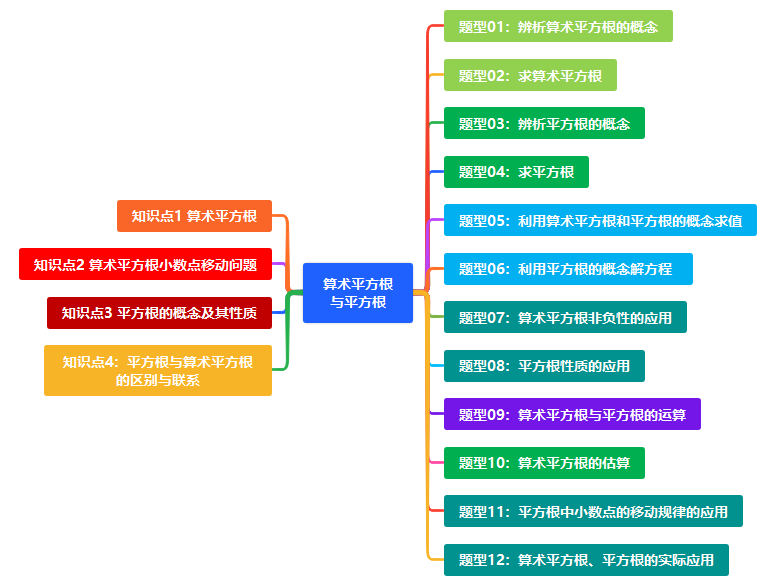 知识点1 算术平方根
知识点2 算术平方根小数点移动问题
知识点3 平方根的概念及其性质
知识点4：平方根与算术平方根
的区别与联系
算术平方根
与平方根
题型01：辨析算术平方根的概念
题型02：求算术平方根
题型03：辨析平方根的概念
题型04：求平方根
题型05：利用算术平方根和平方根的概念求值
题型06：利用平方根的概念解方程
题型07：算术平方根非负性的应用
题型08：平方根性质的应用
题型09：算术平方根与平方根的运算
题型10：算术平方根的估算
题型11：平方根中小数点的移动规律的应用
题型12：算术平方根、平方根的实际应用